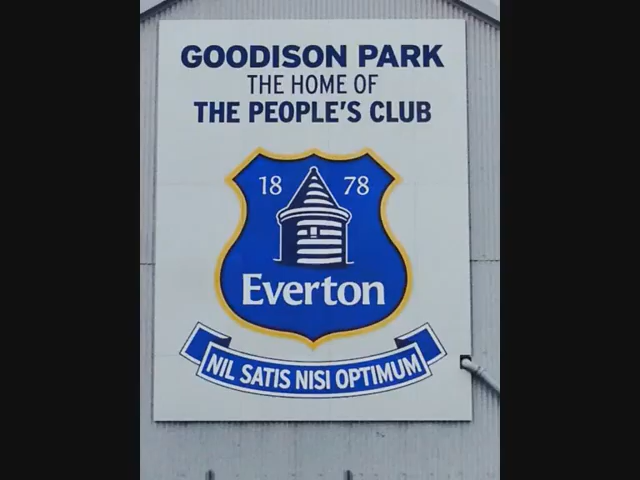 GOODISON PARK
THE HOME OF
THE PEOPLE'S CLUB
18 78
Everton
NIL SATIS NISI OPTIMUM